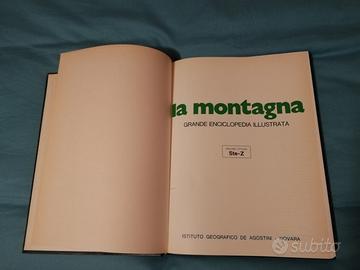 la montagna
GRANDE ENCICLOPEDIA ILLUSTRATA
Ste-Z
ISTITUTO GEOGRAFICO DE AGOSTINI - NOVARA
subito